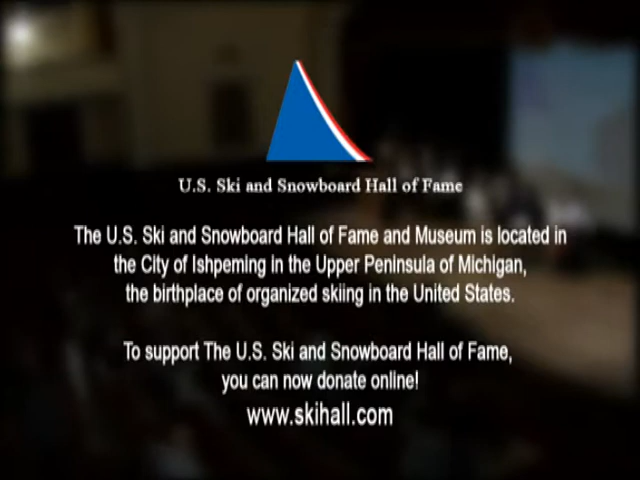 U.S. Ski and Snowboard Hall of Fame
The U.S. Ski and Snowboard Hall of Fame and Museum is located in
the City of Ishpeming in the Upper Peninsula of Michigan,
the birthplace of organized skiing in the United States.
To support The U.S. Ski and Snowboard Hall of Fame,
you can now donate online!
www.skihall.com